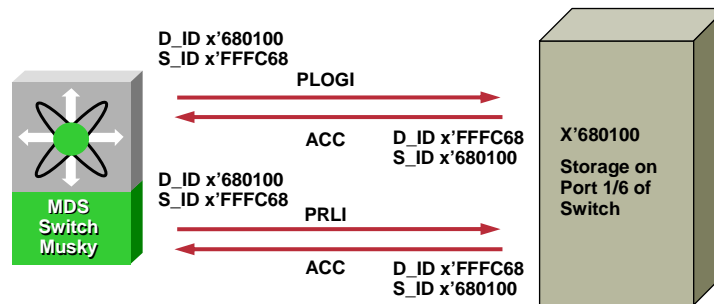 D_ID x'680100
S_ID x'FFFC68
PLOGI
ACC
D_ID x'FFFC68
S_ID x'680100
D_ID x'680100
S_ID x'FFFC68
PRLI
ACC
D_ID x'FFFC68
S_ID x'680100
MDS
Switch
Musky
X'680100
Storage on
Port 1/6 of
Switch